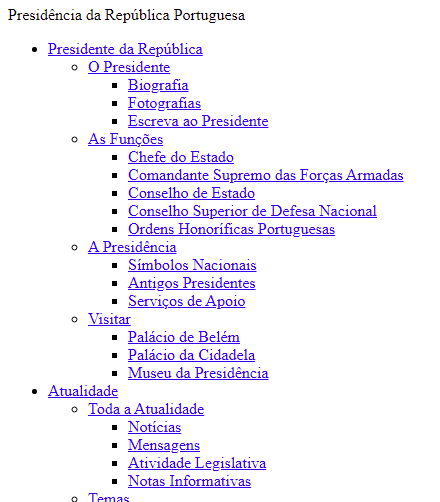 Presidência da República Portuguesa
Presidente da República
O Presidente
Biografia
Fotografias
Escreva ao Presidente
As Funções
Chefe do Estado
Comandante Supremo das Forças Armadas
Conselho de Estado
Conselho Superior de Defesa Nacional
Ordens Honoríficas Portuguesas
A Presidência
Símbolos Nacionais
Antigos Presidentes
Serviços de Apoio
Visitar
Palácio de Belém
Palácio da Cidadela
Museu da Presidência
Atualidade
Toda a Atualidade
Notícias
Mensagens
Atividade Legislativa
Notas Informativas
Temas